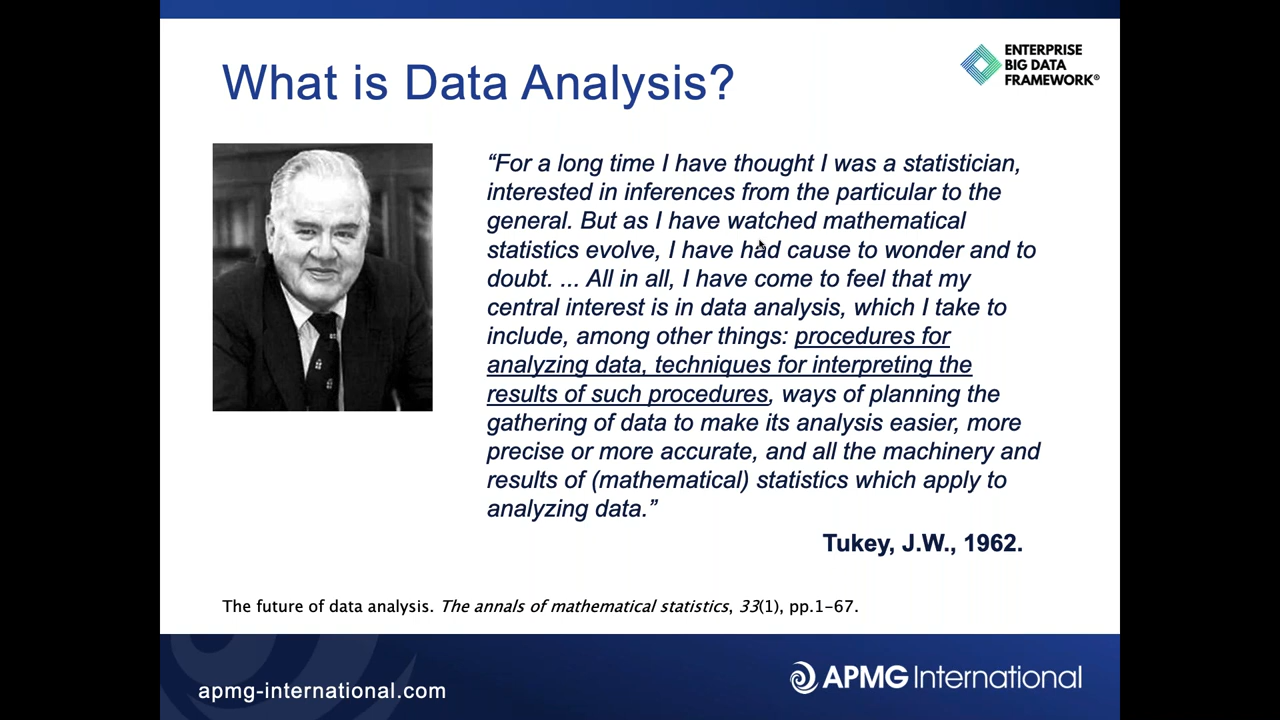 What is Data Analysis?
ENTERPRISE
BIG DATA
FRAMEWORK®
“For a long time I have thought I was a statistician,
interested in inferences from the particular to the
general. But as I have watched mathematical
statistics evolve, I have had cause to wonder and to
doubt. ... All in all, I have come to feel that my
central interest is in data analysis, which I take to
include, among other things: procedures for
analyzing data, techniques for interpreting the
results of such procedures, ways of planning the
gathering of data to make its analysis easier, more
precise or more accurate, and all the machinery and
results of (mathematical) statistics which apply to
analyzing data.”
Tukey, J.W., 1962.
The future of data analysis. The annals of mathematical statistics, 33(1), pp.1–67.
apmg-international.com
APMG International